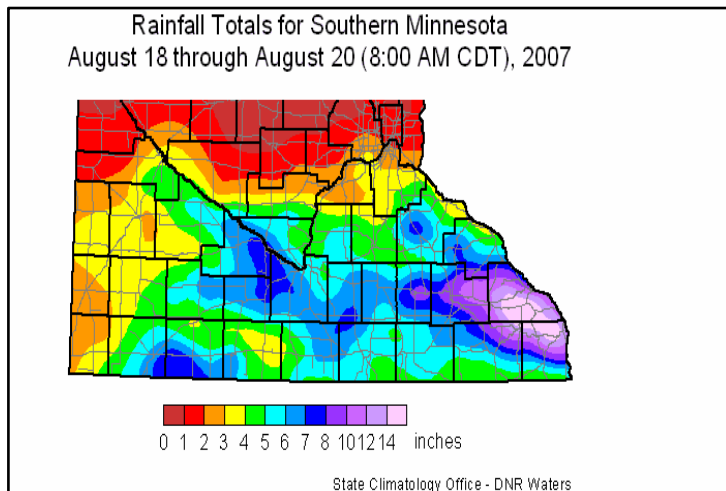 Rainfall Totals for Southern Minnesota
August 18 through August 20 (8:00 AM CDT), 2007
0 1 2 3 4 5 6 7 8 10 12 14 inches
State Climatology Office - DNR Waters